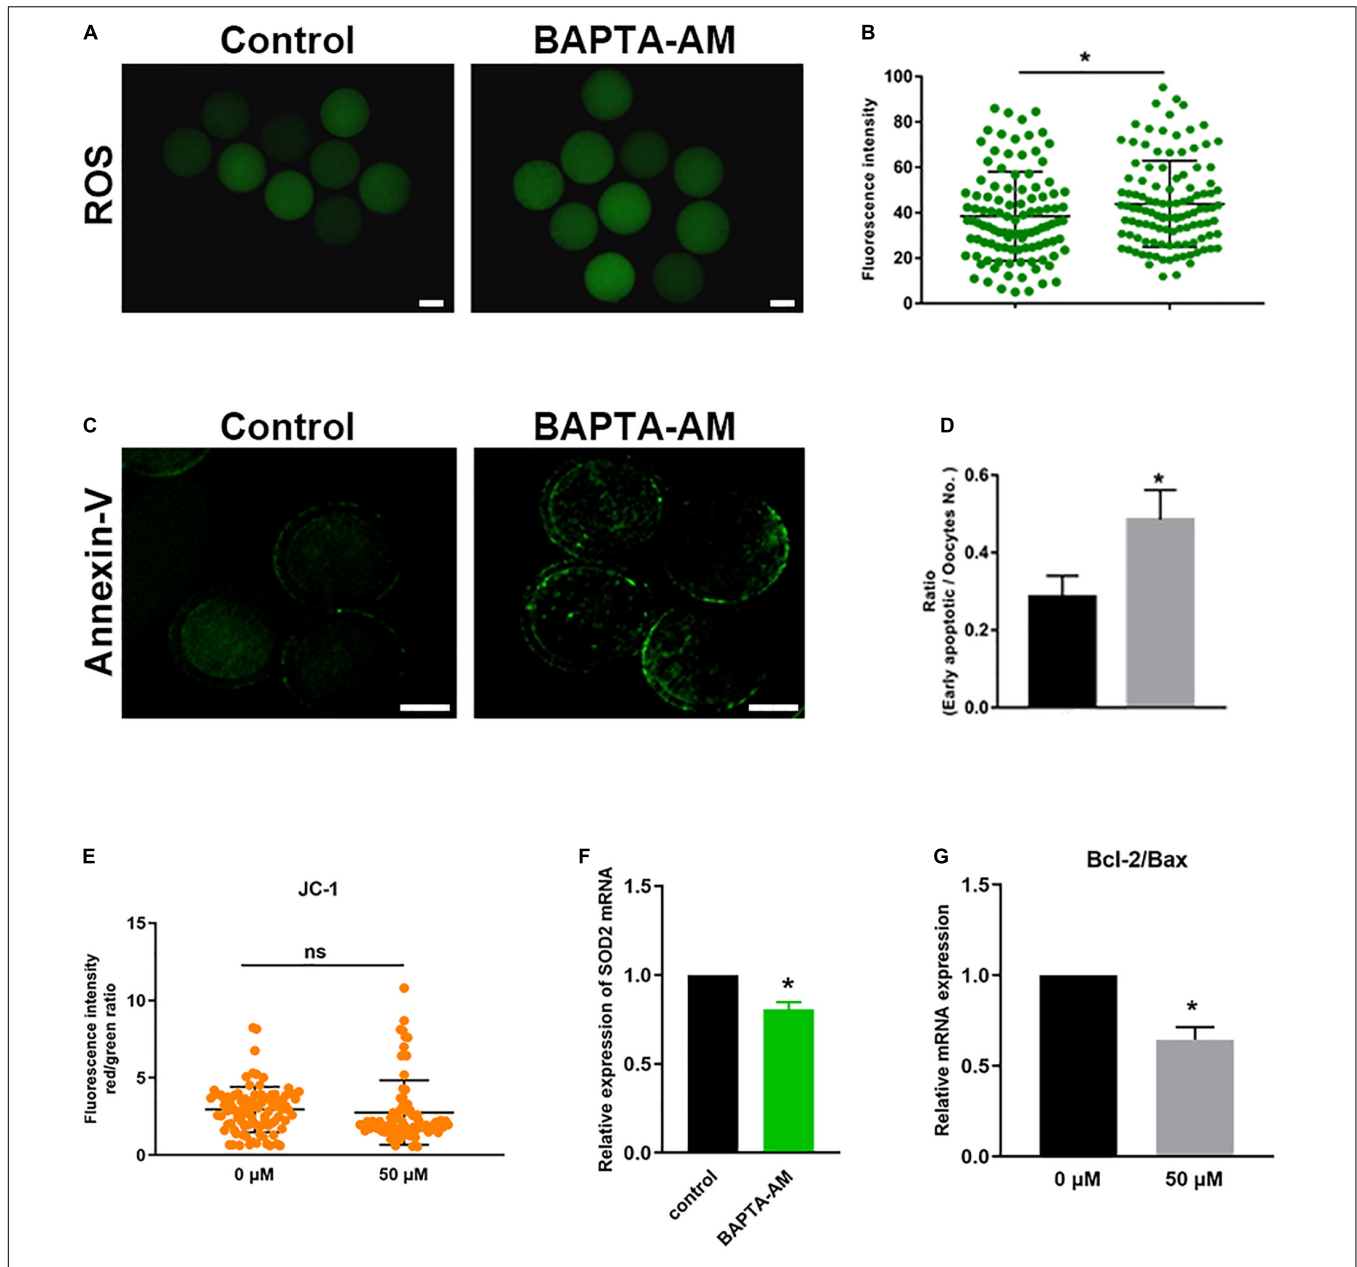 A
Control
BAPTA-AM
ROS
B
*
Fluorescence intensity
100
80
60
40
20
0
C
Control
BAPTA-AM
Annexin-V
D
Ratio
(Early apoptotic / Oocytes No. )
0.6
0.4
0.2
0.0
*
E
JC-1
Fluorescence intensity
red/green ratio
15
10
5
0
ns
0 µM
50 µM
F
Relative expression of SOD2 mRNA
1.5
1.0
0.5
0.0
*
control
BAPTA-AM
G
Bcl-2/Bax
Relative mRNA expression
1.5
1.0
0.5
0.0
*
0 µM
50 µM